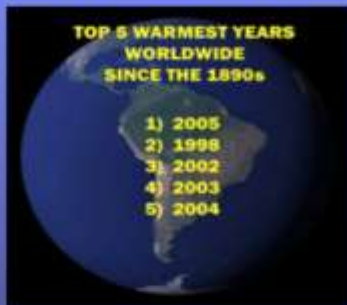 TOP 5 WARMEST YEARS
WORLDWIDE
SINCE THE 1890s
1) 2005
2) 1998
3) 2002
4) 2003
5) 2004